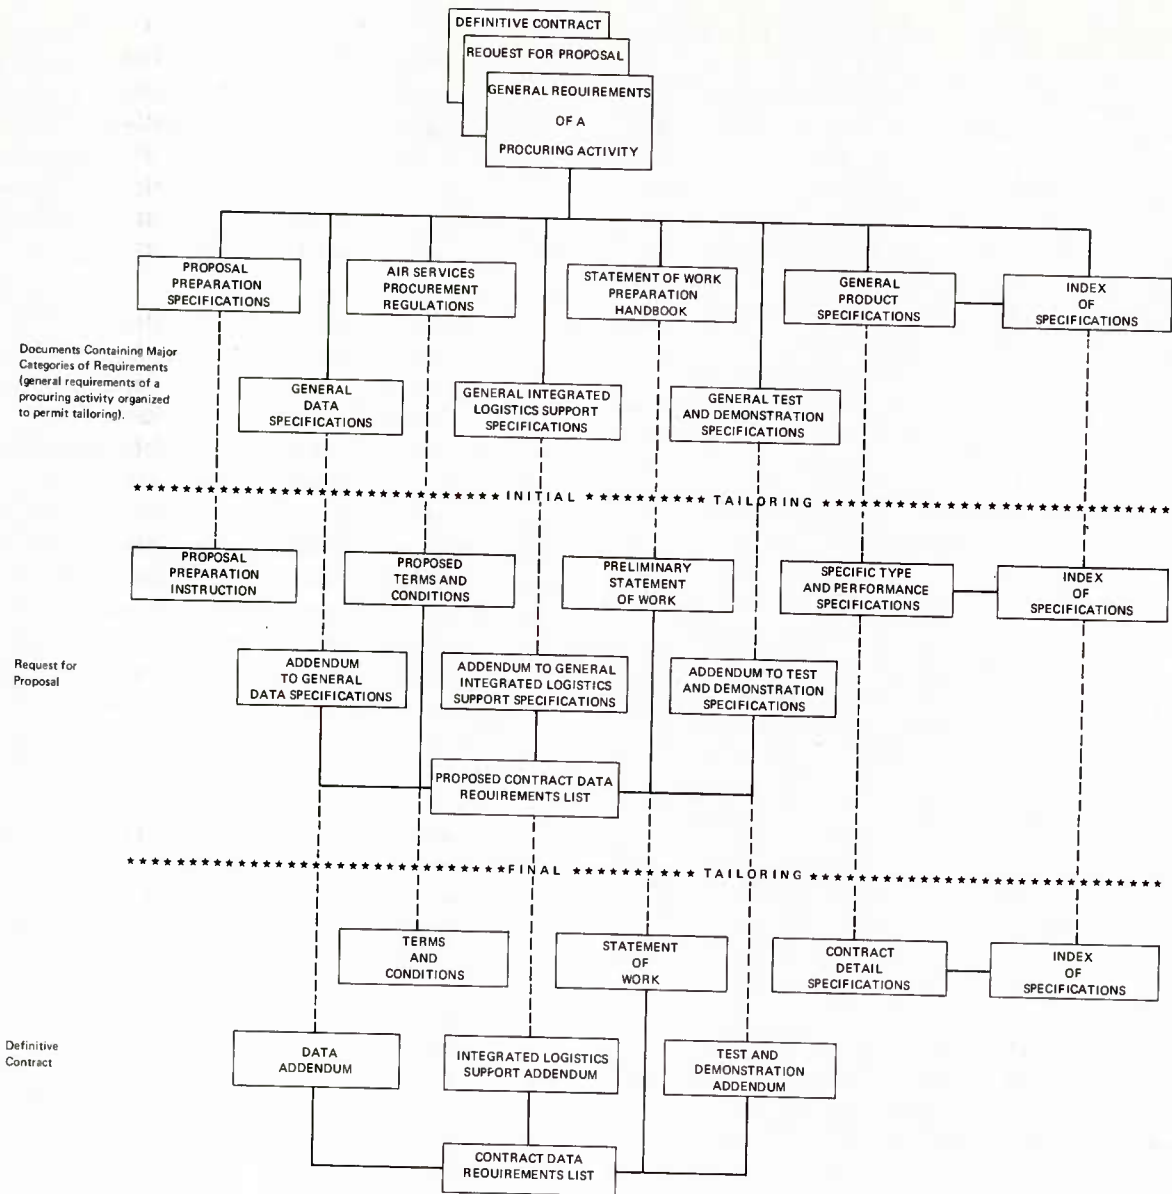 DEFINITIVE CONTRACT
REQUEST FOR PROPOSAL
GENERAL REQUIREMENTS
OF A
PROCURING ACTIVITY
PROPOSAL
PREPARATION
SPECIFICATIONS
AIR SERVICES
PROCUREMENT
REGULATIONS
STATEMENT OF WORK
PREPARATION
HANDBOOK
GENERAL
PRODUCT
SPECIFICATIONS
INDEX
OF
SPECIFICATIONS
Documents Containing Major
Categories of Requirements
(general requirements of a
procuring activity organized
to permit tailoring).
GENERAL
DATA
SPECIFICATIONS
GENERAL INTEGRATED
LOGISTICS SUPPORT
SPECIFICATIONS
GENERAL TEST
AND DEMONSTRATION
SPECIFICATIONS
INITIAL TAILORING
PROPOSAL
PREPARATION
INSTRUCTION
PROPOSED
TERMS AND
CONDITIONS
PRELIMINARY
STATEMENT
OF WORK
SPECIFIC TYPE
AND PERFORMANCE
SPECIFICATIONS
INDEX
OF
SPECIFICATIONS
Request for
Proposal
ADDENDUM
TO GENERAL
DATA SPECIFICATIONS
ADDENDUM TO GENERAL
INTEGRATED LOGISTICS
SUPPORT SPECIFICATIONS
ADDENDUM TO TEST
AND DEMONSTRATION
SPECIFICATIONS
PROPOSED CONTRACT DATA
REQUIREMENTS LIST
FINAL TAILORING
TERMS
AND
CONDITIONS
STATEMENT
OF
WORK
CONTRACT
DETAIL
SPECIFICATIONS
INDEX
OF
SPECIFICATIONS
Definitive
Contract
DATA
ADDENDUM
INTEGRATED LOGISTICS
SUPPORT ADDENDUM
TEST AND
DEMONSTRATION
ADDENDUM
CONTRACT DATA
REQUIREMENTS LIST